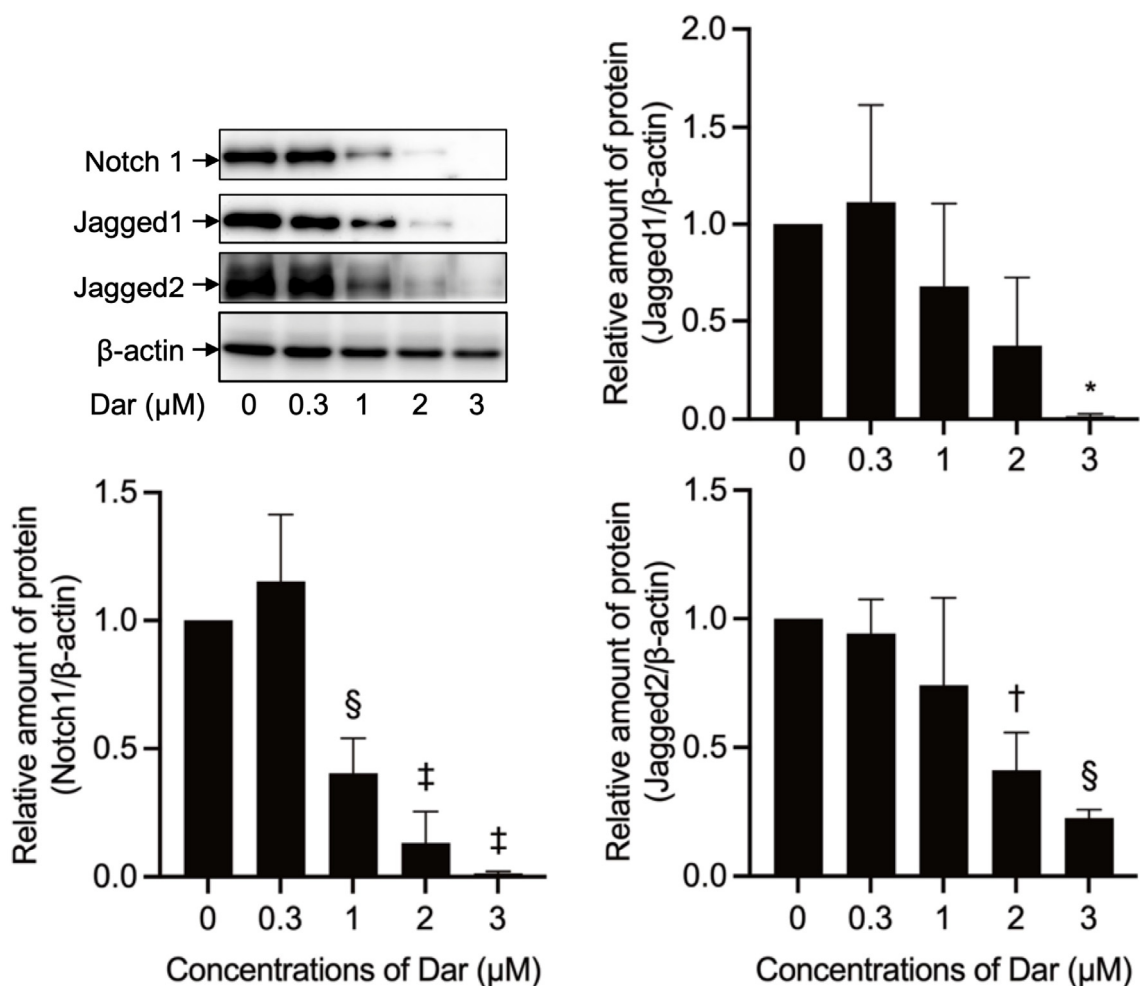 Notch 1
Jagged1
Jagged2
β-actin
Dar (μM) 0 0.3 1 2 3
Relative amount of protein
(Jagged1/β-actin)
2.0
1.5
1.0
0.5
0.0
*
0 0.3 1 2 3
Relative amount of protein
(Notch1/β-actin)
1.5
1.0
0.5
0.0
§
‡
‡
0 0.3 1 2 3
Concentrations of Dar (μM)
Relative amount of protein
(Jagged2/β-actin)
1.5
1.0
0.5
0.0
†
§
0 0.3 1 2 3
Concentrations of Dar (μM)